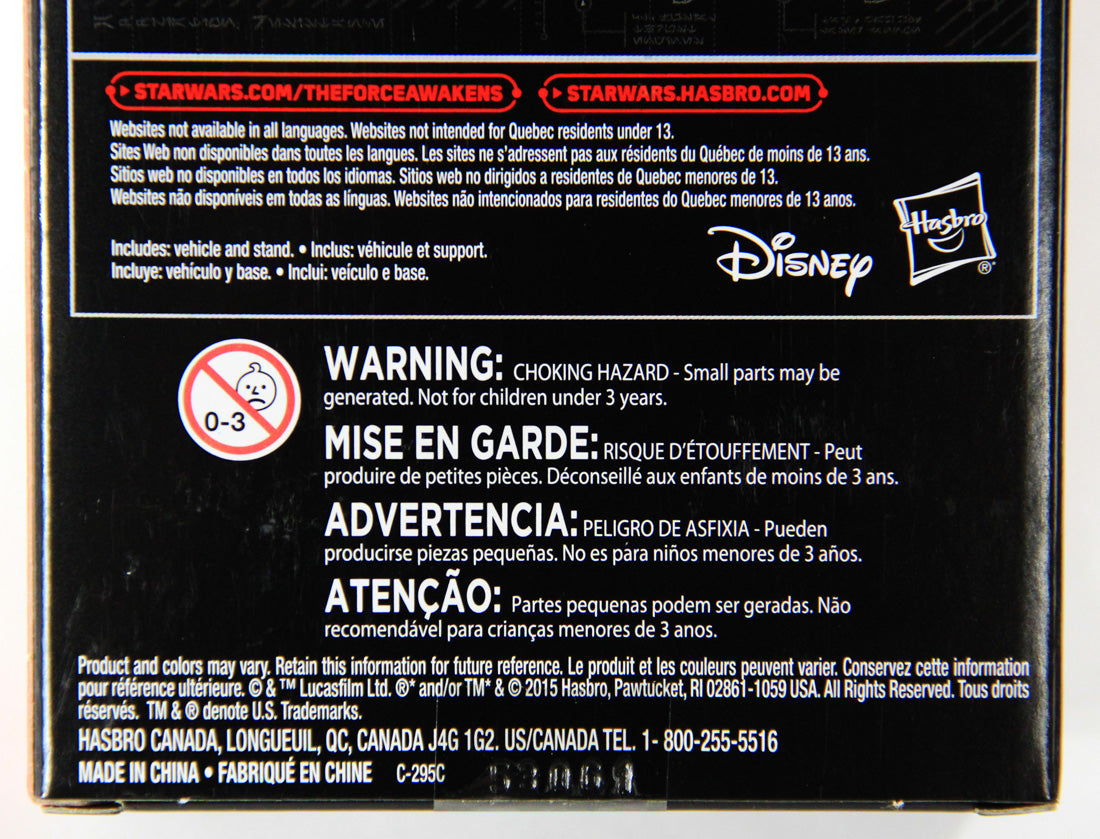 STARWARS.COM/THEFORCEAWAKENS STARWARS.HASBRO.COM
Websites not available in all languages. Websites not intended for Quebec residents under 13.
Sites Web non disponibles dans toutes les langues. Les sites ne s'adressent pas aux résidents du Québec de moins de 13 ans.
Sitios web no disponibles en todos los idiomas. Sitios web no dirigidos a residentes de Quebec menores de 13.
Websites não disponíveis em todas as línguas. Websites não intencionados para residentes do Quebec menores de 13 anos.
Includes: vehicle and stand. • Inclus: véhicule et support.
Incluye: vehículo y base. • Inclui: veículo e base.
Disney
Hasbro
®*
0-3
WARNING: CHOKING HAZARD - Small parts may be
generated. Not for children under 3 years.
MISE EN GARDE: RISQUE D'ÉTOUFFEMENT - Peut
produire de petites pièces. Déconseillé aux enfants de moins de 3 ans.
ADVERTENCIA: PELIGRO DE ASFIXIA - Pueden
producirse piezas pequeñas. No es para niños menores de 3 años.
ATENÇÃO: Partes pequenas podem ser geradas. Não
recomendável para crianças menores de 3 anos.
Product and colors may vary. Retain this information for future reference. Le produit et les couleurs peuvent varier. Conservez cette information
pour référence ultérieure. © & ™ Lucasfilm Ltd. ®* and/or TM* & © 2015 Hasbro, Pawtucket, RI 02861-1059 USA. All Rights Reserved. Tous droits
réservés. TM & ® denote U.S. Trademarks.
HASBRO CANADA, LONGUEUIL, QC, CANADA J4G 1G2. US/CANADA TEL. 1- 800-255-5516
MADE IN CHINA • FABRIQUÉ EN CHINE C-295C